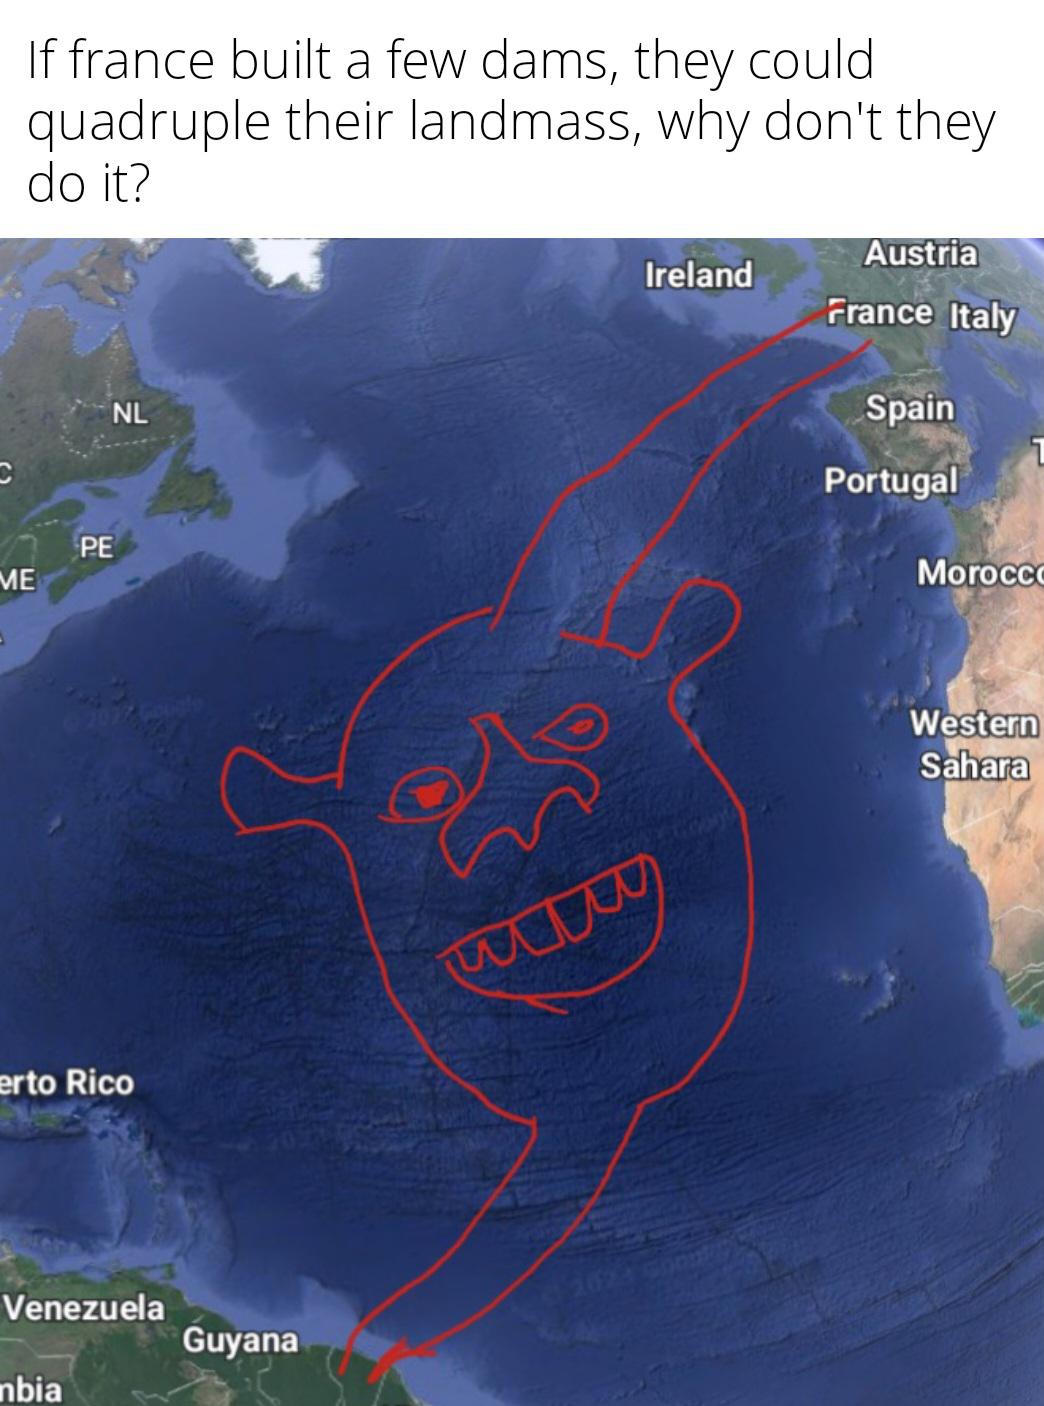 If france built a few dams, they could
quadruple their landmass, why don't they
do it?
Austria
Ireland
France Italy
NL
Spain
C
T
Portugal
PE
ME
Morocco
Western
Sahara
erto Rico
Venezuela
Guyana
mbia